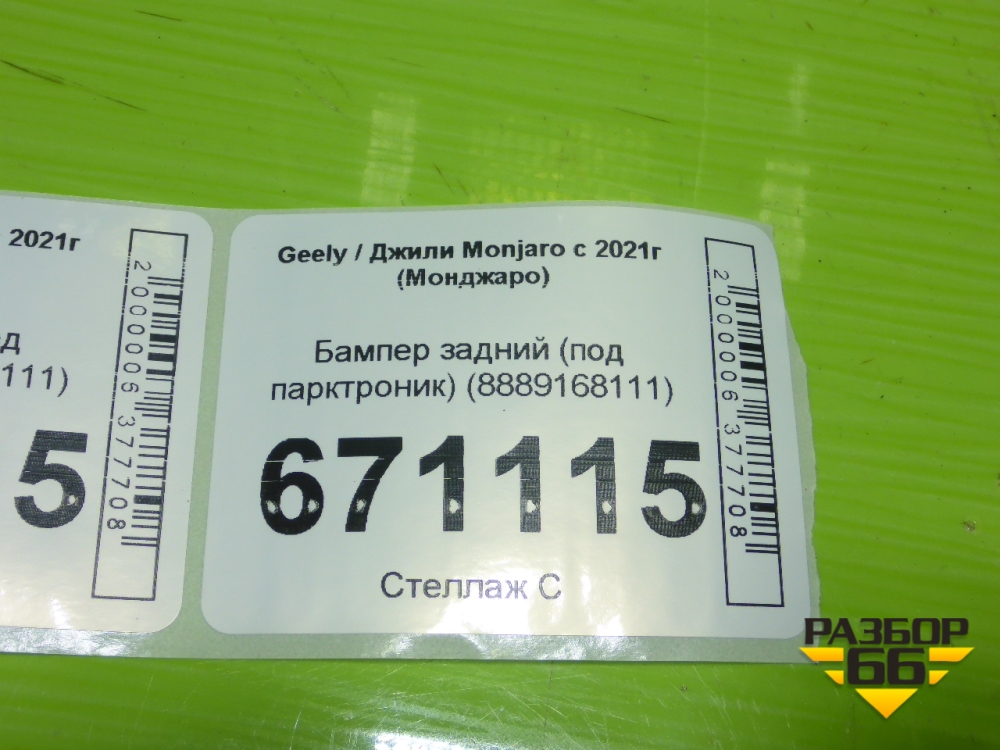 2021г
д
111)
5
2000006377708
Geely / Джили Monjaro с 2021г
(Монджаро)
Бампер задний (под
парктроник) (8889168111)
671115
Стеллаж С
2000006377708
РАЗБОР
66